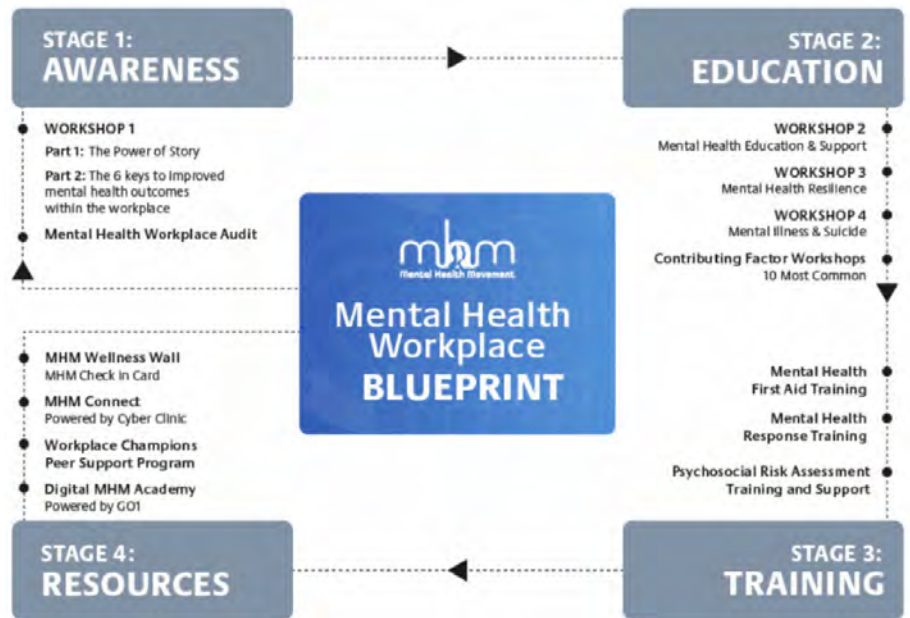 STAGE 1:
AWARENESS
WORKSHOP 1
Part 1: The Power of Story
Part 2: The 6 keys to improved
mental health outcomes
within the workplace
Mental Health Workplace Audit
STAGE 2:
EDUCATION
WORKSHOP 2
Mental Health Education & Support
WORKSHOP 3
Mental Health Resilience
WORKSHOP 4
Mental Illness & Suicide
Contributing Factor Workshops
10 Most Common
mhm
Mental Health Movement
Mental Health
Workplace
BLUEPRINT
Mental Health
First Aid Training
Mental Health
Response Training
Psychosocial Risk Assessment
Training and Support
STAGE 3:
TRAINING
MHM Wellness Wall
MHM Check in Card
MHM Connect
Powered by Cyber Clinic
Workplace Champions
Peer Support Program
Digital MHM Academy
Powered by GO1
STAGE 4:
RESOURCES